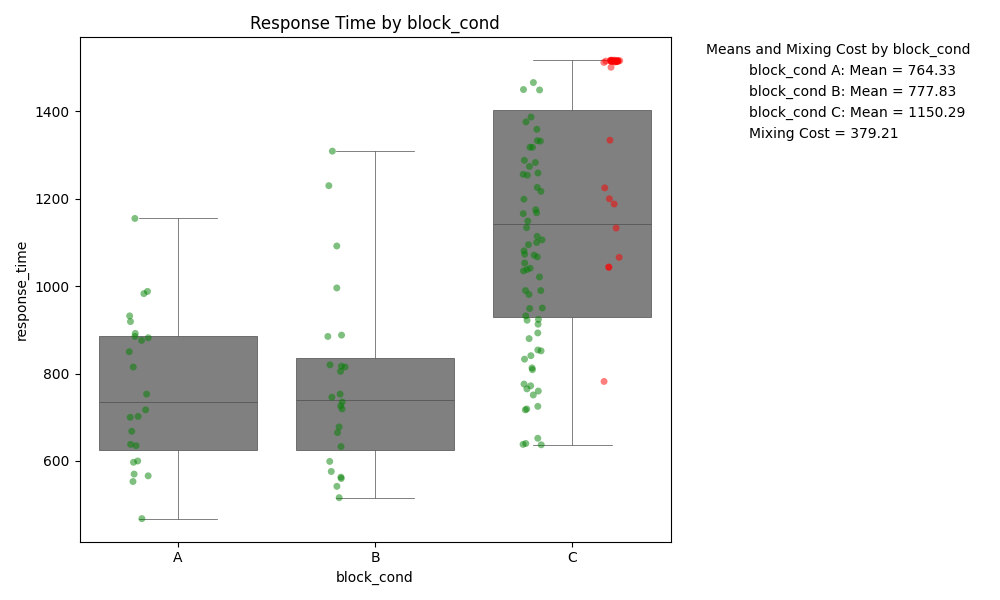 Response Time by block_cond
Means and Mixing Cost by block_cond
block_cond A: Mean = 764.33
block_cond B: Mean = 777.83
block_cond C: Mean = 1150.29
Mixing Cost = 379.21
response_time
1400
1200
1000
800
600
A B C
block_cond